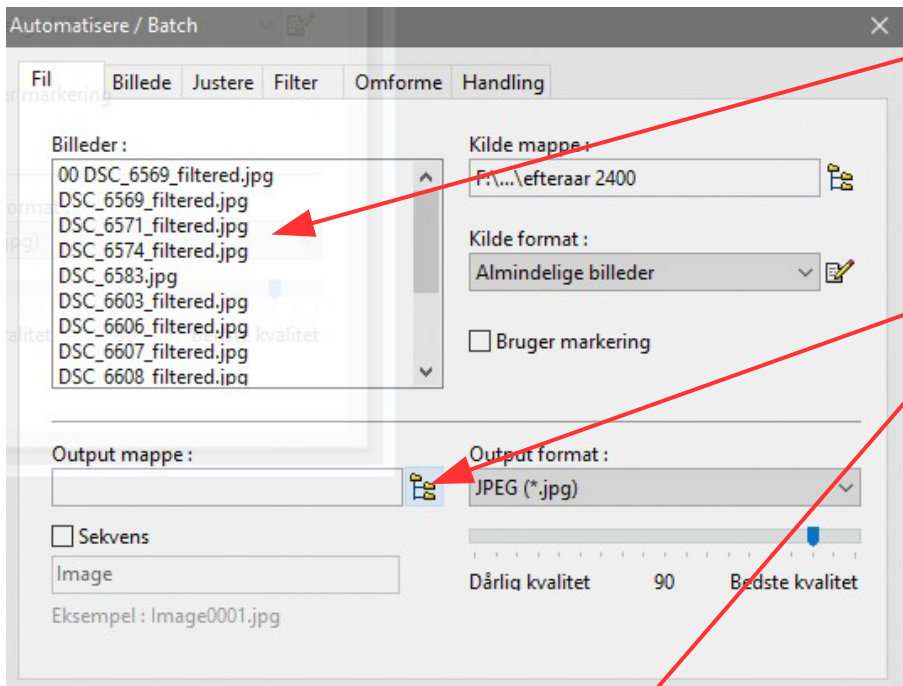 Automatisere / Batch
Fil
Billede
Justere
Filter
Omforme
Handling
Billeder :
00 DSC_6569_filtered.jpg
DSC_6569_filtered.jpg
DSC_6571_filtered.jpg
DSC_6574_filtered.jpg
DSC_6583.jpg
DSC_6603_filtered.jpg
DSC_6606_filtered.jpg
DSC_6607_filtered.jpg
DSC_6608_filtered.jpg
Kilde mappe :
F:\...\efteraar 2400
Kilde format :
Almindelige billeder
Bruger markering
Output mappe :
Sekvens
Image
Eksempel : Image0001.jpg
Output format :
JPEG (*.jpg)
Dårlig kvalitet 90 Bedste kvalitet